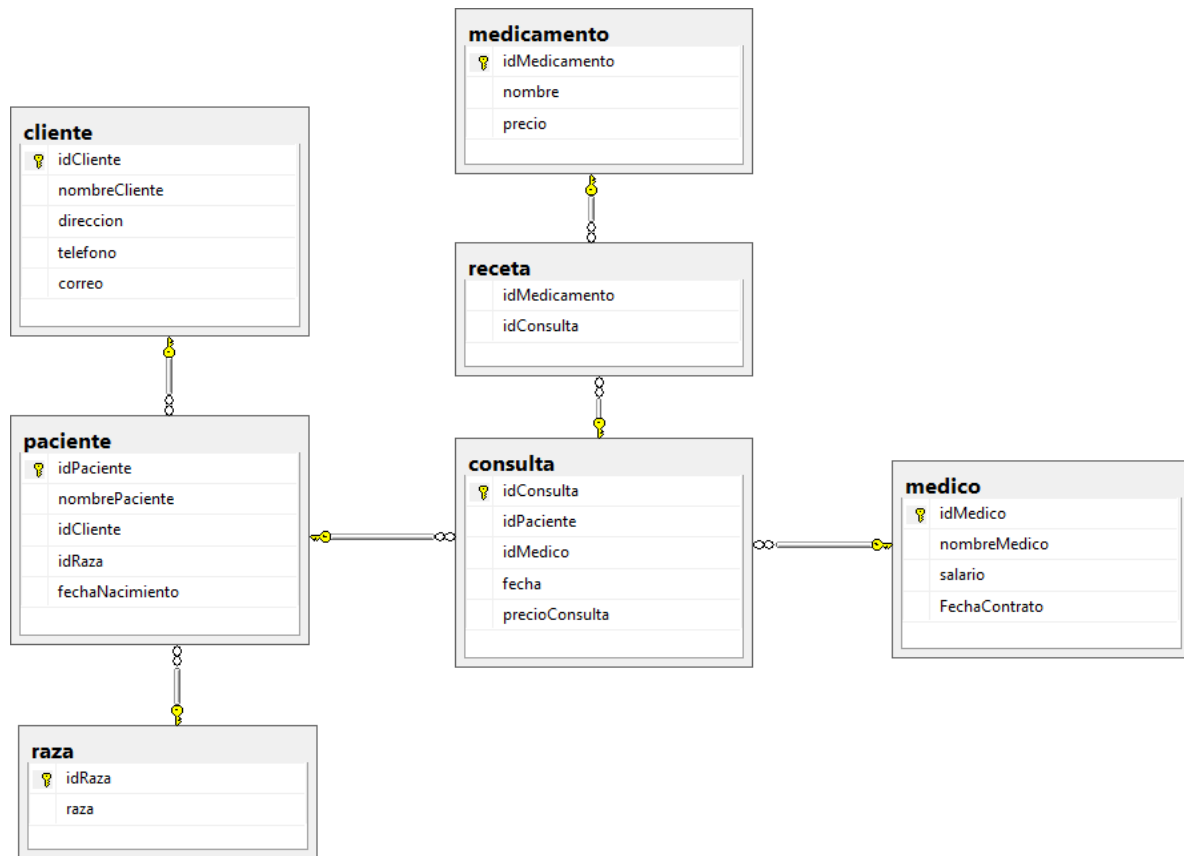 medicamento
idMedicamento
nombre
precio
cliente
idCliente
nombreCliente
direccion
telefono
correo
receta
idMedicamento
idConsulta
paciente
idPaciente
nombrePaciente
idCliente
idRaza
fechaNacimiento
consulta
idConsulta
idPaciente
idMedico
fecha
precioConsulta
medico
idMedico
nombreMedico
salario
FechaContrato
raza
idRaza
raza